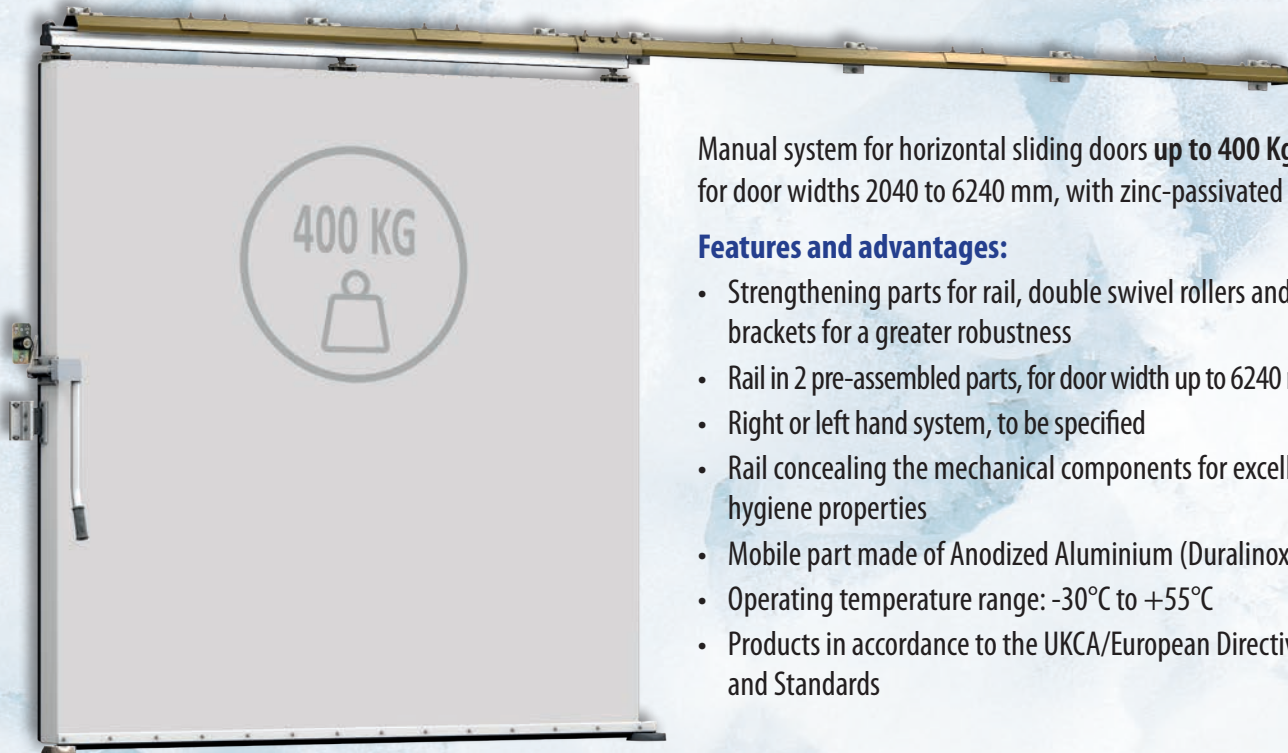 400 KG
Manual system for horizontal sliding doors up to 400 Kg
for door widths 2040 to 6240 mm, with zinc-passivated
Features and advantages:
• Strengthening parts for rail, double swivel rollers and
brackets for a greater robustness
• Rail in 2 pre-assembled parts, for door width up to 6240
• Right or left hand system, to be specified
• Rail concealing the mechanical components for
hygiene properties
• Mobile part made of Anodized Aluminium (Duralinox
• Operating temperature range: -30°C to +55°C
• Products in accordance to the UKCA/European
and Standards